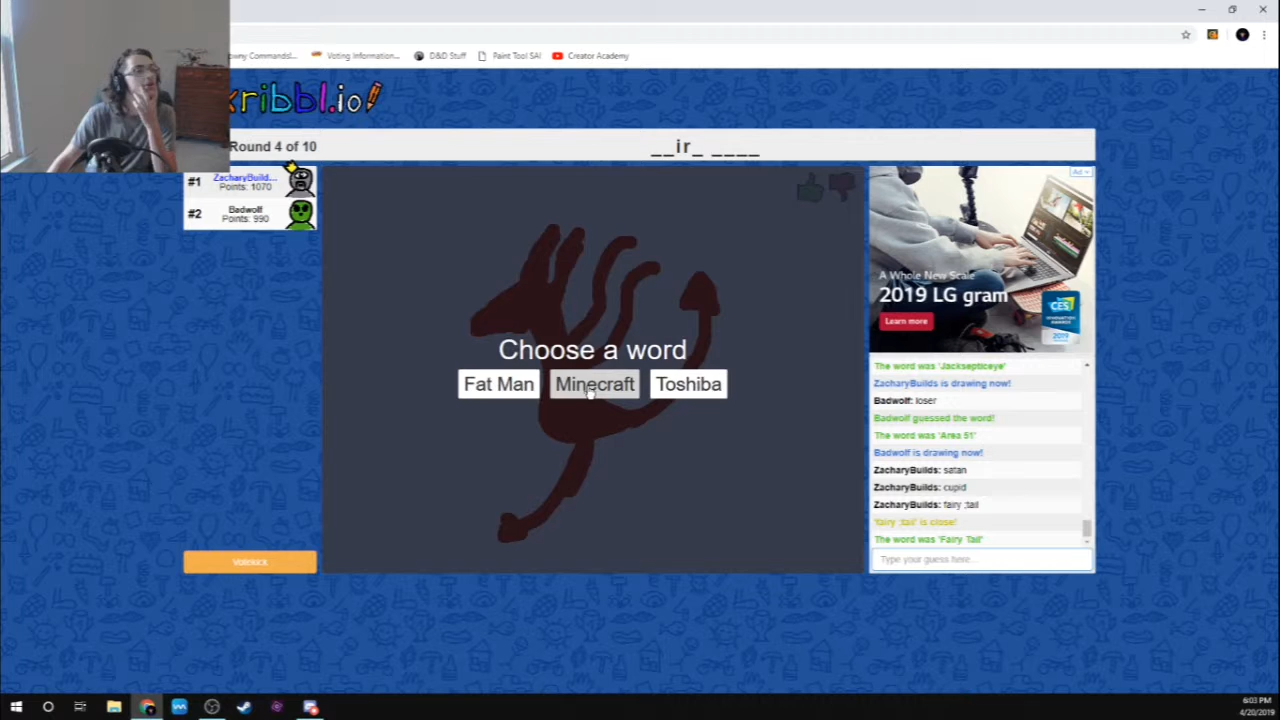 Voting Information...
D&D Stuff
Paint Tool SAI
Creator Academy
kribbl.io
Round 4 of 10
__ir_ ____
#1
ZacharyBuild...
Points: 1070
#2
Badwolf
Points: 990
Choose a word
Fat Man
Minecraft
Toshiba
Votekick
Ad
A Whole New Scale
2019 LG gram
Learn more
CES
2019
The word was 'Jacksepticeye'
ZacharyBuilds is drawing now!
Badwolf: loser
Badwolf guessed the word!
The word was 'Area 51'
Badwolf is drawing now!
ZacharyBuilds: satan
ZacharyBuilds: cupid
ZacharyBuilds: fairy ;tail
'fairy ;tail' is close!
The word was 'Fairy Tail'
Type your guess here...
6:03 PM
4/20/2019